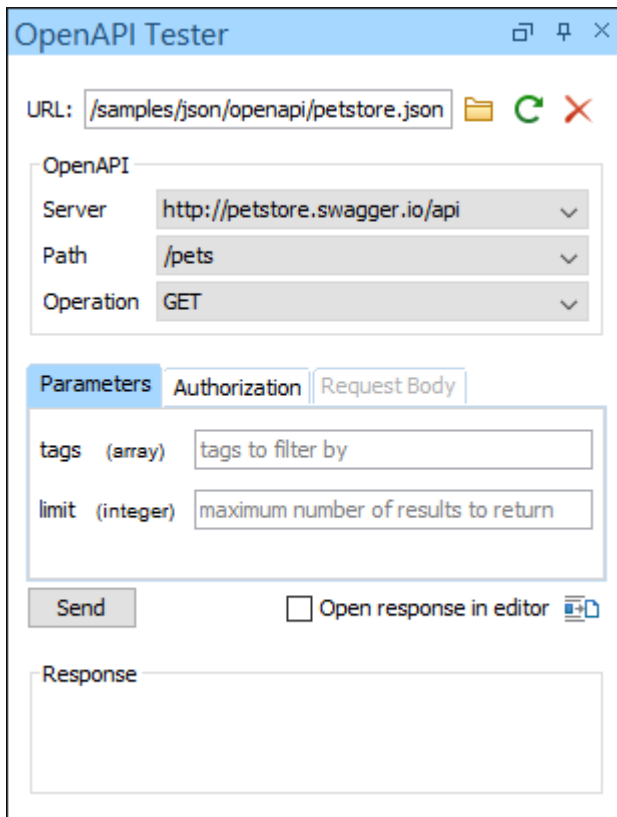 OpenAPI Tester
URL: /samples/json/openapi/petstore.json
OpenAPI
Server http://petstore.swagger.io/api
Path /pets
Operation GET
Parameters Authorization Request Body
tags (array) tags to filter by
limit (integer) maximum number of results to return
Send Open response in editor
Response